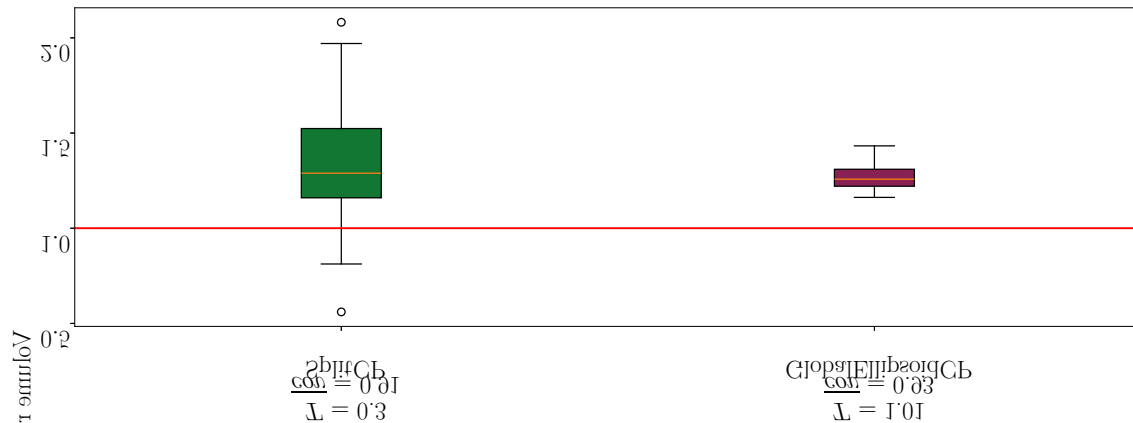 2.0
1.5
1.0
0.5
Volume r
SplitCP
cov = 0.91
T = 0.3
GlobalEllipsoidCP
cov = 0.93
T = 1.01